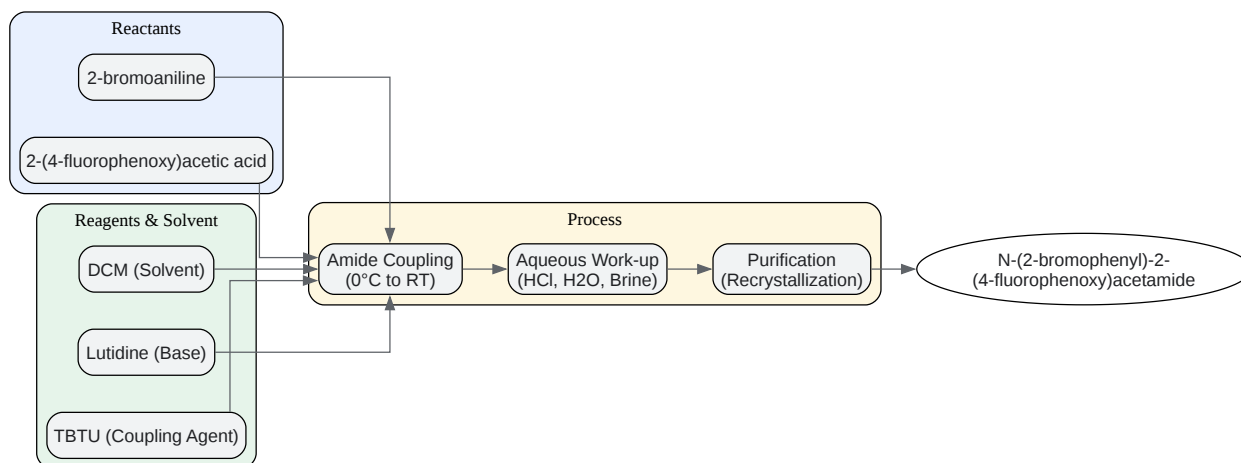 Reactants
2-bromoaniline
2-(4-fluorophenoxy)acetic acid
Reagents & Solvent
DCM (Solvent)
Lutidine (Base)
TBTU (Coupling Agent)
Process
Amide Coupling
(0°C to RT)
Aqueous Work-up
(HCl, H2O, Brine)
Purification
(Recrystallization)
N-(2-bromophenyl)-2-
(4-fluorophenoxy)acetamide